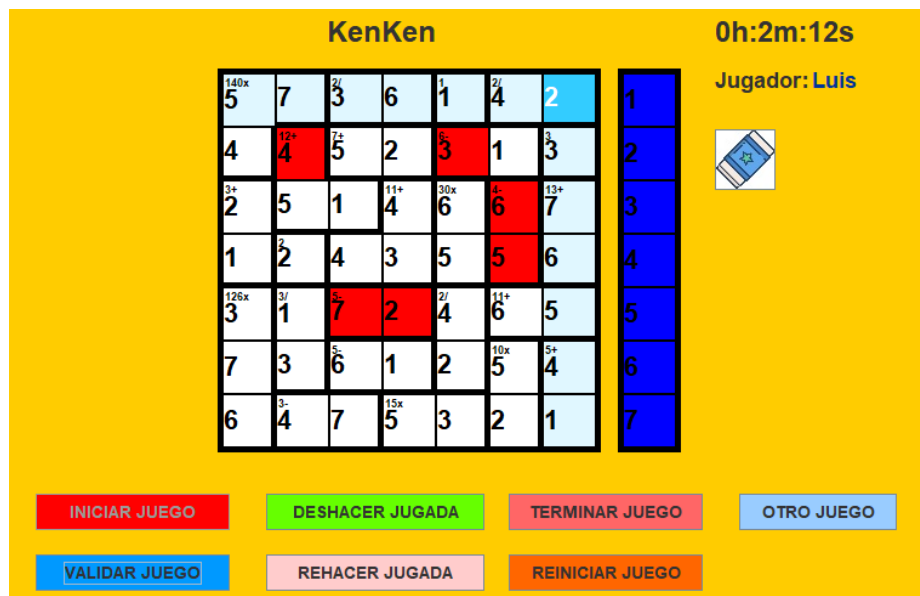 KenKen
0h:2m:12s
Jugador: Luis
140x 2/ 1 2/
5 7 3 6 1 4 2
12+ 7+ 6- 3
4 4 5 2 3 1 3
3+ 11+ 30x 4- 13+
2 5 1 4 6 6 7
2
1 2 4 3 5 5 6
126x 3/ 5- 2/ 11+
3 1 7 2 4 6 5
5- 10x 5+
7 3 6 1 2 5 4
3- 15x
6 4 7 5 3 2 1
1
2
3
4
5
6
7
INICIAR JUEGO DESHACER JUGADA TERMINAR JUEGO OTRO JUEGO
VALIDAR JUEGO REHACER JUGADA REINICIAR JUEGO